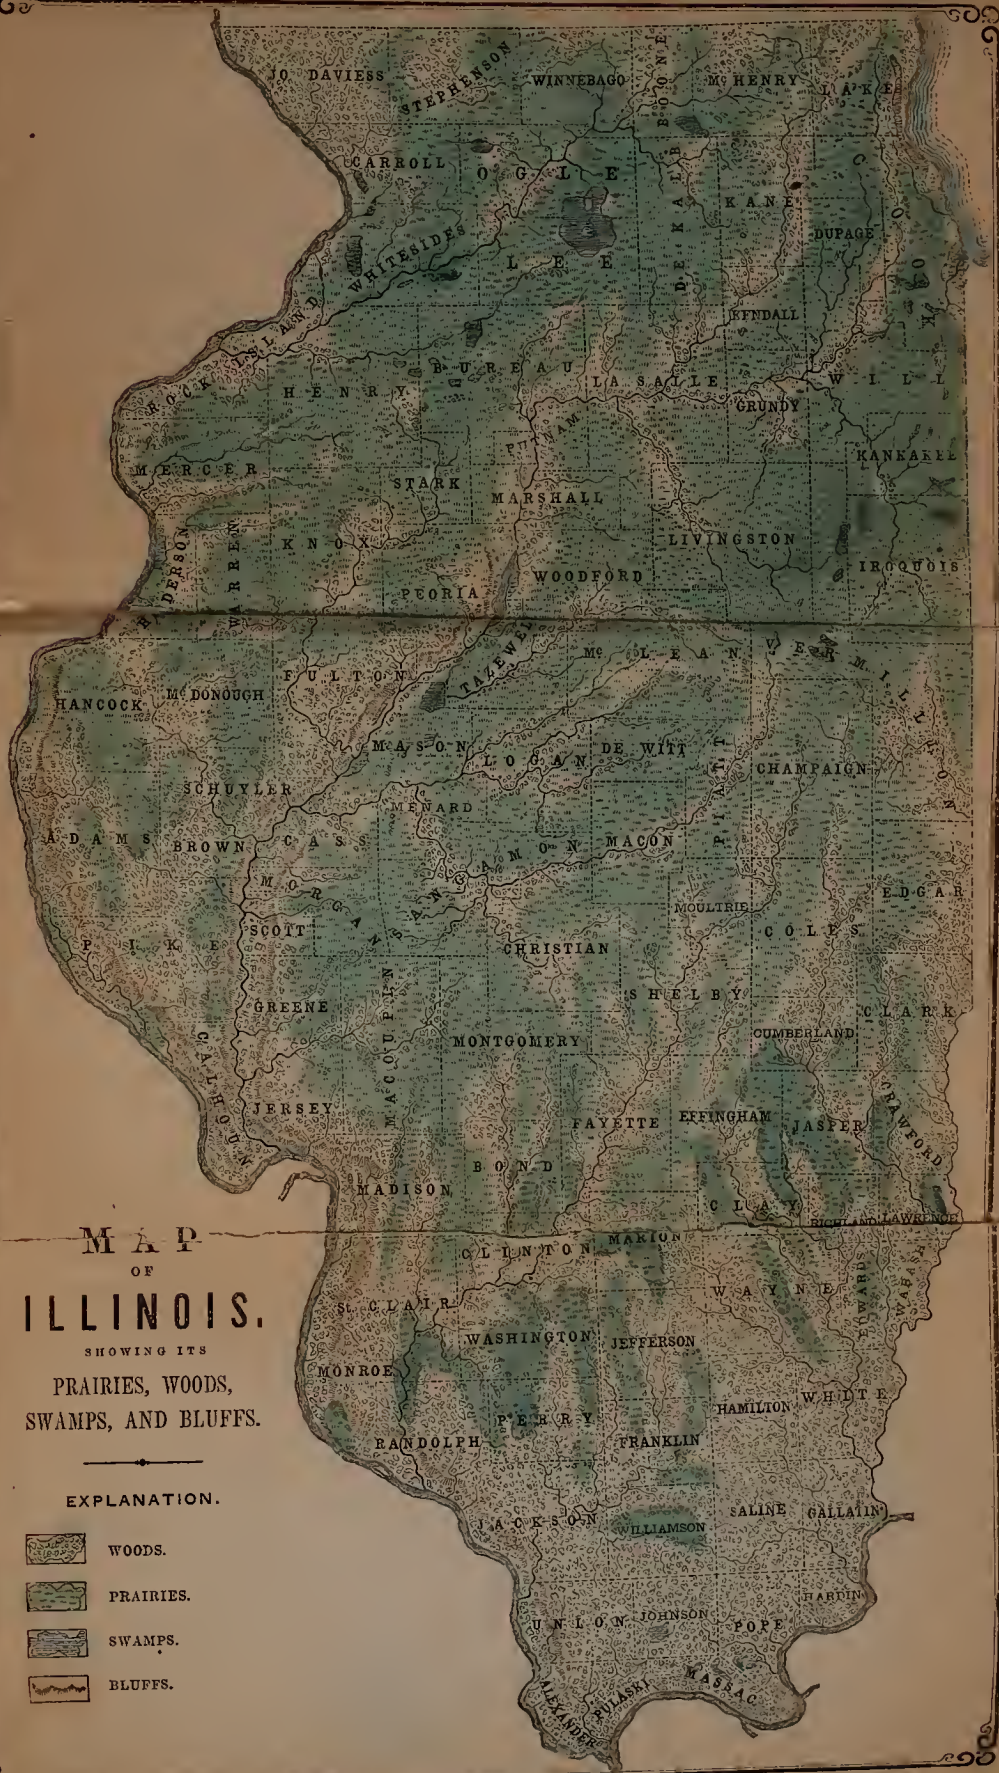 JO DAVIESS
STEPHENSON
WINNEBAGO
BOONE
McHENRY
LAKE
CARROLL
OGLE
DE KALB
KANE
COOK
DUPAGE
WHITESIDES
LEE
KENDALL
ROCK ISLAND
HENRY
BUREAU
LA SALLE
GRUNDY
WILL
PUTNAM
KANKAKEE
MERCER
STARK
MARSHALL
KNOX
LIVINGSTON
IROQUOIS
WARREN
HENDERSON
PEORIA
WOODFORD
TAZEWELL
Mc LEAN
VERMILLION
HANCOCK
McDONOUGH
FULTON
MASON
LOGAN
DE WITT
PIATT
CHAMPAIGN
SCHUYLER
MENARD
ADAMS
BROWN
CASS
SANGAMON
MACON
MORGAN
MOULTRIE
EDGAR
SCOTT
PIKE
CHRISTIAN
COLES
GREENE
MACOUPIN
SHELBY
CLARK
CALHOUN
MONTGOMERY
CUMBERLAND
JERSEY
FAYETTE
EFFINGHAM
JASPER
CRAWFORD
BOND
MADISON
CLAY
RICHLAND
LAWRENCE
CLINTON
MARION
WAYNE
EDWARDS
WABASH
St. CLAIR
WASHINGTON
JEFFERSON
MONROE
PERRY
HAMILTON
WHITE
RANDOLPH
FRANKLIN
JACKSON
WILLIAMSON
SALINE
GALLATIN
UNION
JOHNSON
POPE
HARDIN
ALEXANDER
PULASKI
MASSAC
MAP
OF
ILLINOIS.
SHOWING ITS
PRAIRIES, WOODS,
SWAMPS, AND BLUFFS.
EXPLANATION.
WOODS.
PRAIRIES.
SWAMPS.
BLUFFS.